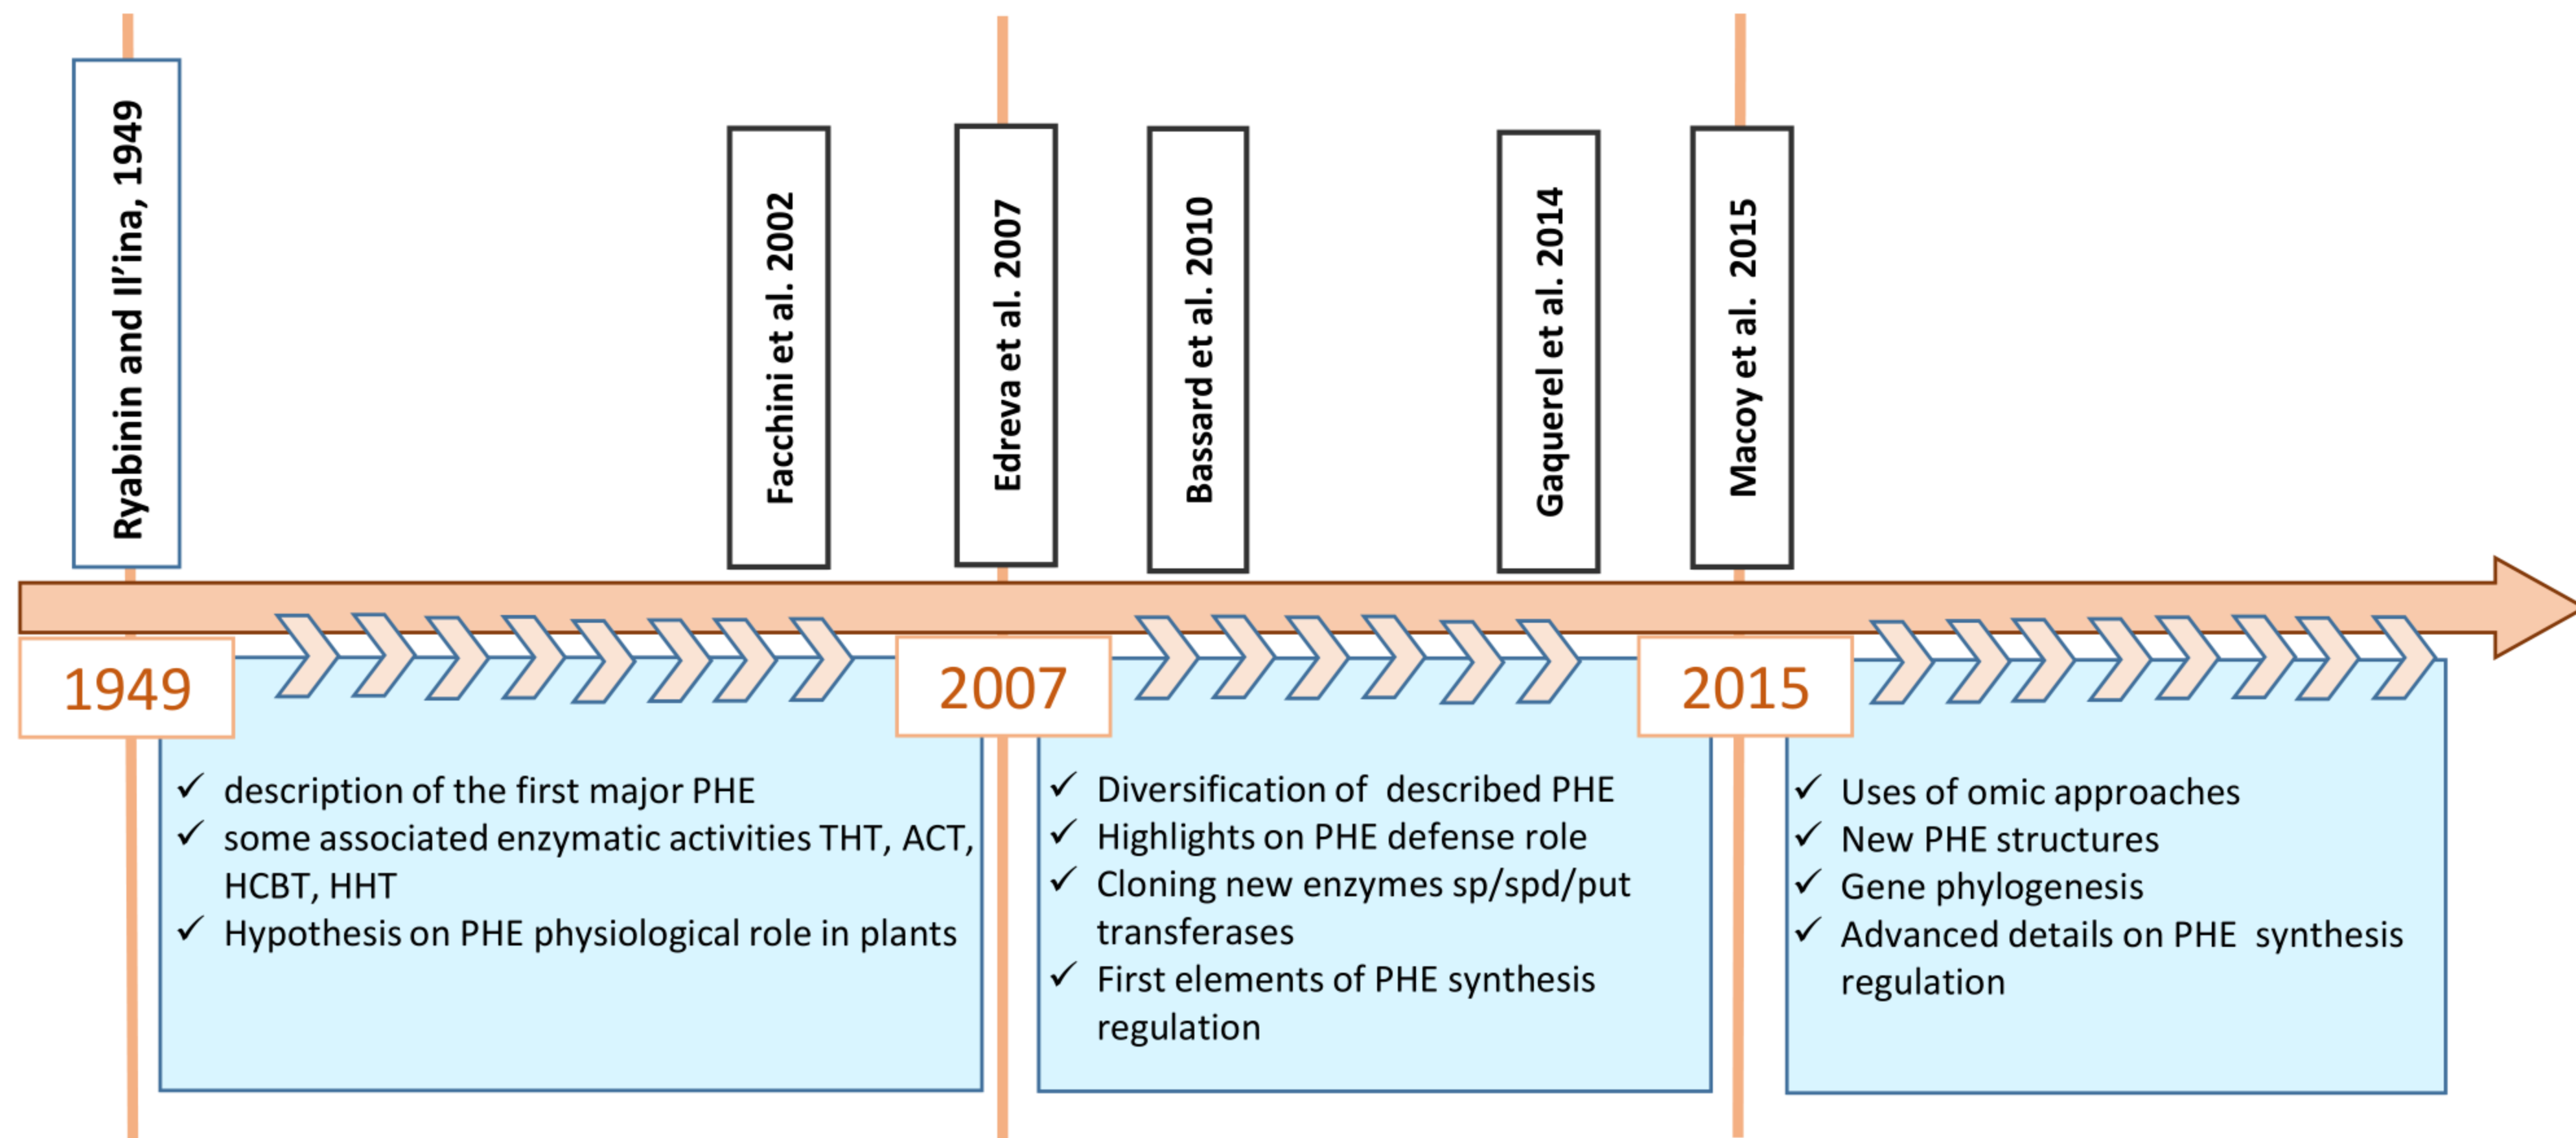 Ryabinin and Il’ina, 1949
Facchini et al. 2002
Edreva et al. 2007
Bassard et al. 2010
Gaquerel et al. 2014
Macoy et al.  2015
1949
2007
2015
✓ description of the first major PHE
✓ some associated enzymatic activities THT, ACT,
HCBT, HHT
✓ Hypothesis on PHE physiological role in plants
✓ Diversification of  described PHE
✓ Highlights on PHE defense role
✓ Cloning new enzymes sp/spd/put
transferases
✓ First elements of PHE synthesis
regulation
✓ Uses of omic approaches
✓ New PHE structures
✓ Gene phylogenesis
✓ Advanced details on PHE  synthesis
regulation